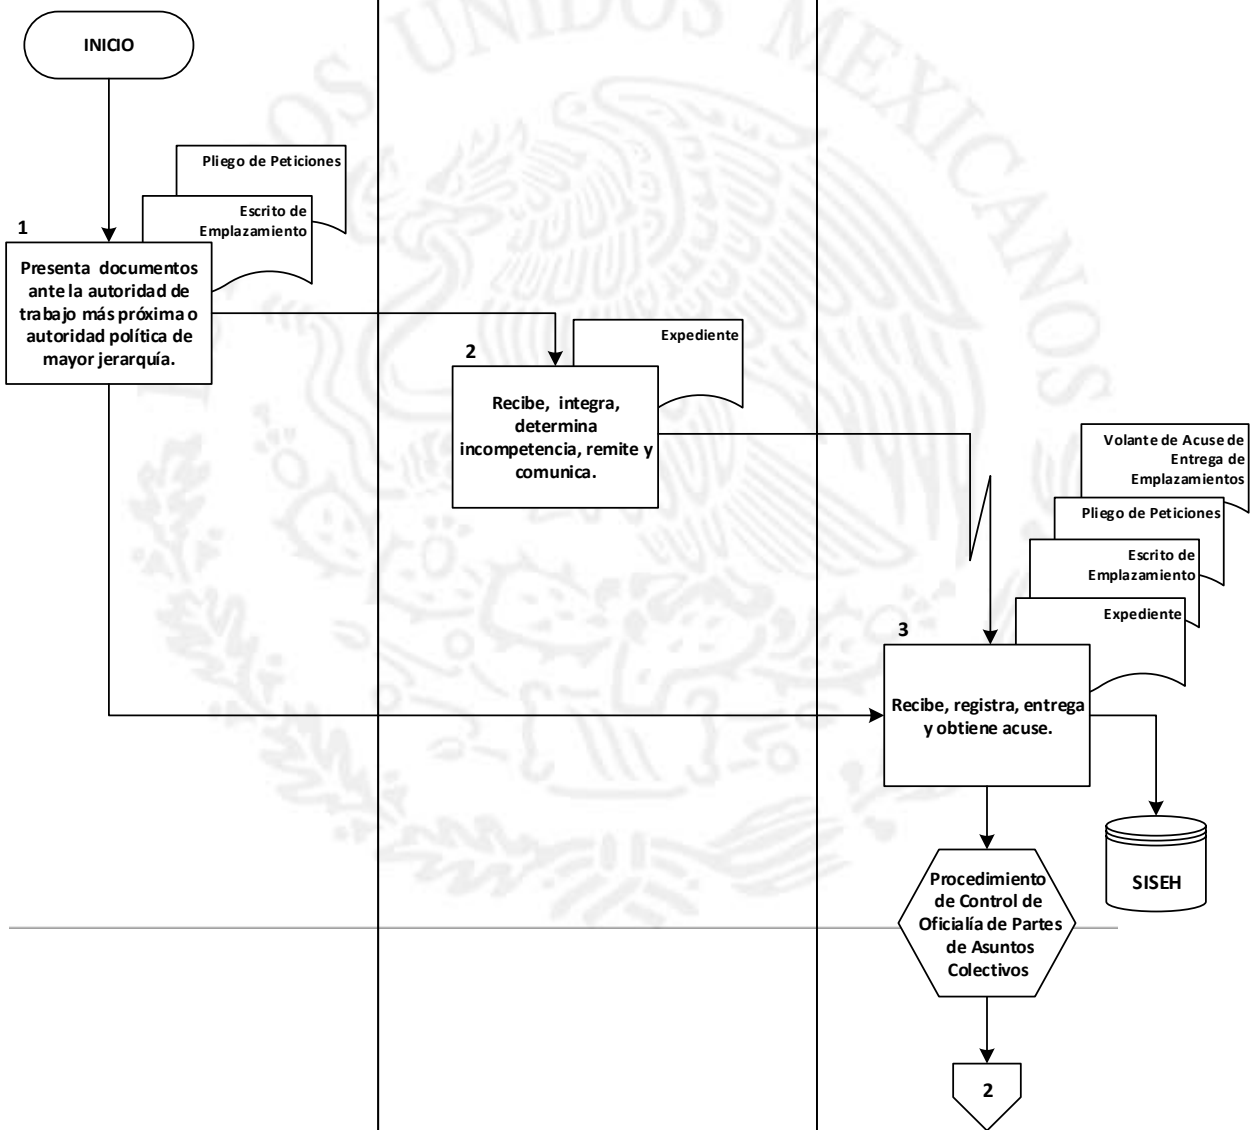 UNIDOS MEXICANOS
INICIO
Pliego de Peticiones
Escrito de
Emplazamiento
1
Presenta documentos
ante la autoridad de
trabajo más próxima o
autoridad política de
mayor jerarquía.
Expediente
2
Recibe, integra,
determina
incompetencia, remite y
comunica.
Volante de Acuse de
Entrega de
Emplazamientos
Pliego de Peticiones
Escrito de
Emplazamiento
Expediente
3
Recibe, registra, entrega
y obtiene acuse.
SISEH
Procedimiento
de Control de
Oficialía de Partes
de Asuntos
Colectivos
2